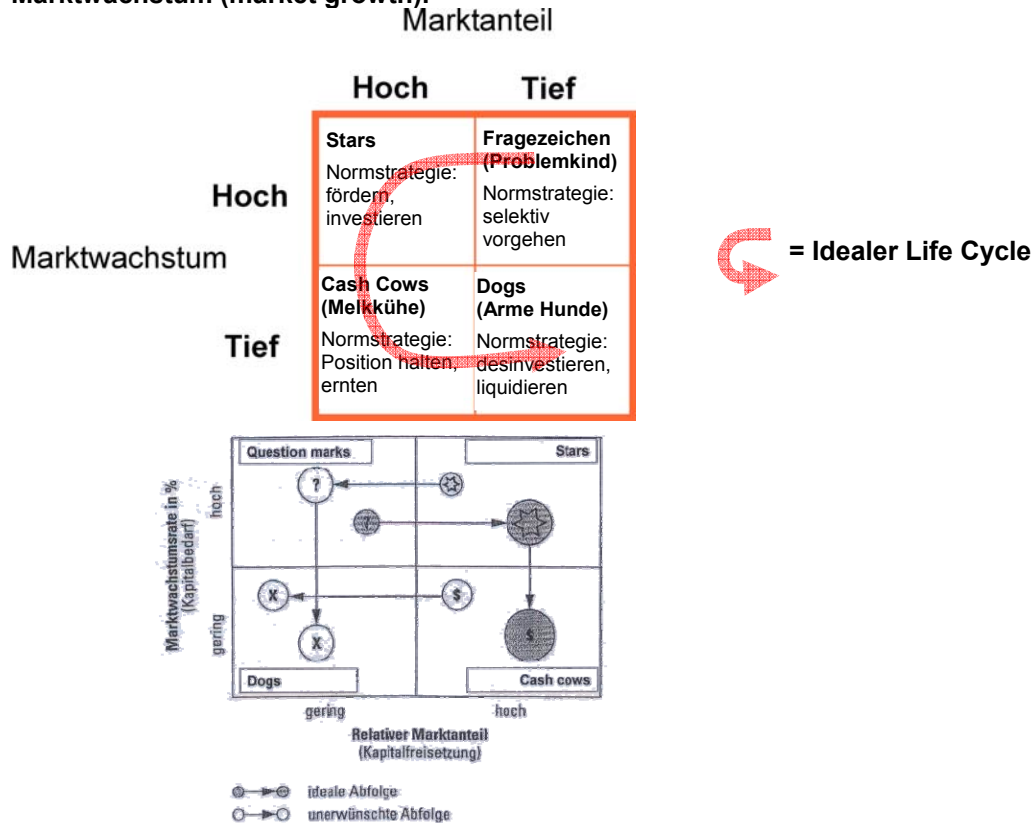 Marktwachstum (market growth).
Marktanteil
Hoch Tief
Hoch
Stars
Normstrategie:
fördern,
investieren
Fragezeichen
(Problemkind)
Normstrategie:
selektiv
vorgehen
Marktwachstum
= Idealer Life Cycle
Tief
Cash Cows
(Melkkühe)
Normstrategie:
Position halten,
ernten
Dogs
(Arme Hunde)
Normstrategie:
desinvestieren,
liquidieren
Question marks
Stars
?
?
Marktwachstumsrate in %
(Kapitalbedarf)
hoch
gering
X
$
X
$
Dogs
Cash cows
gering hoch
Relativer Marktanteil
(Kapitalfreisetzung)
ideale Abfolge
unerwünschte Abfolge